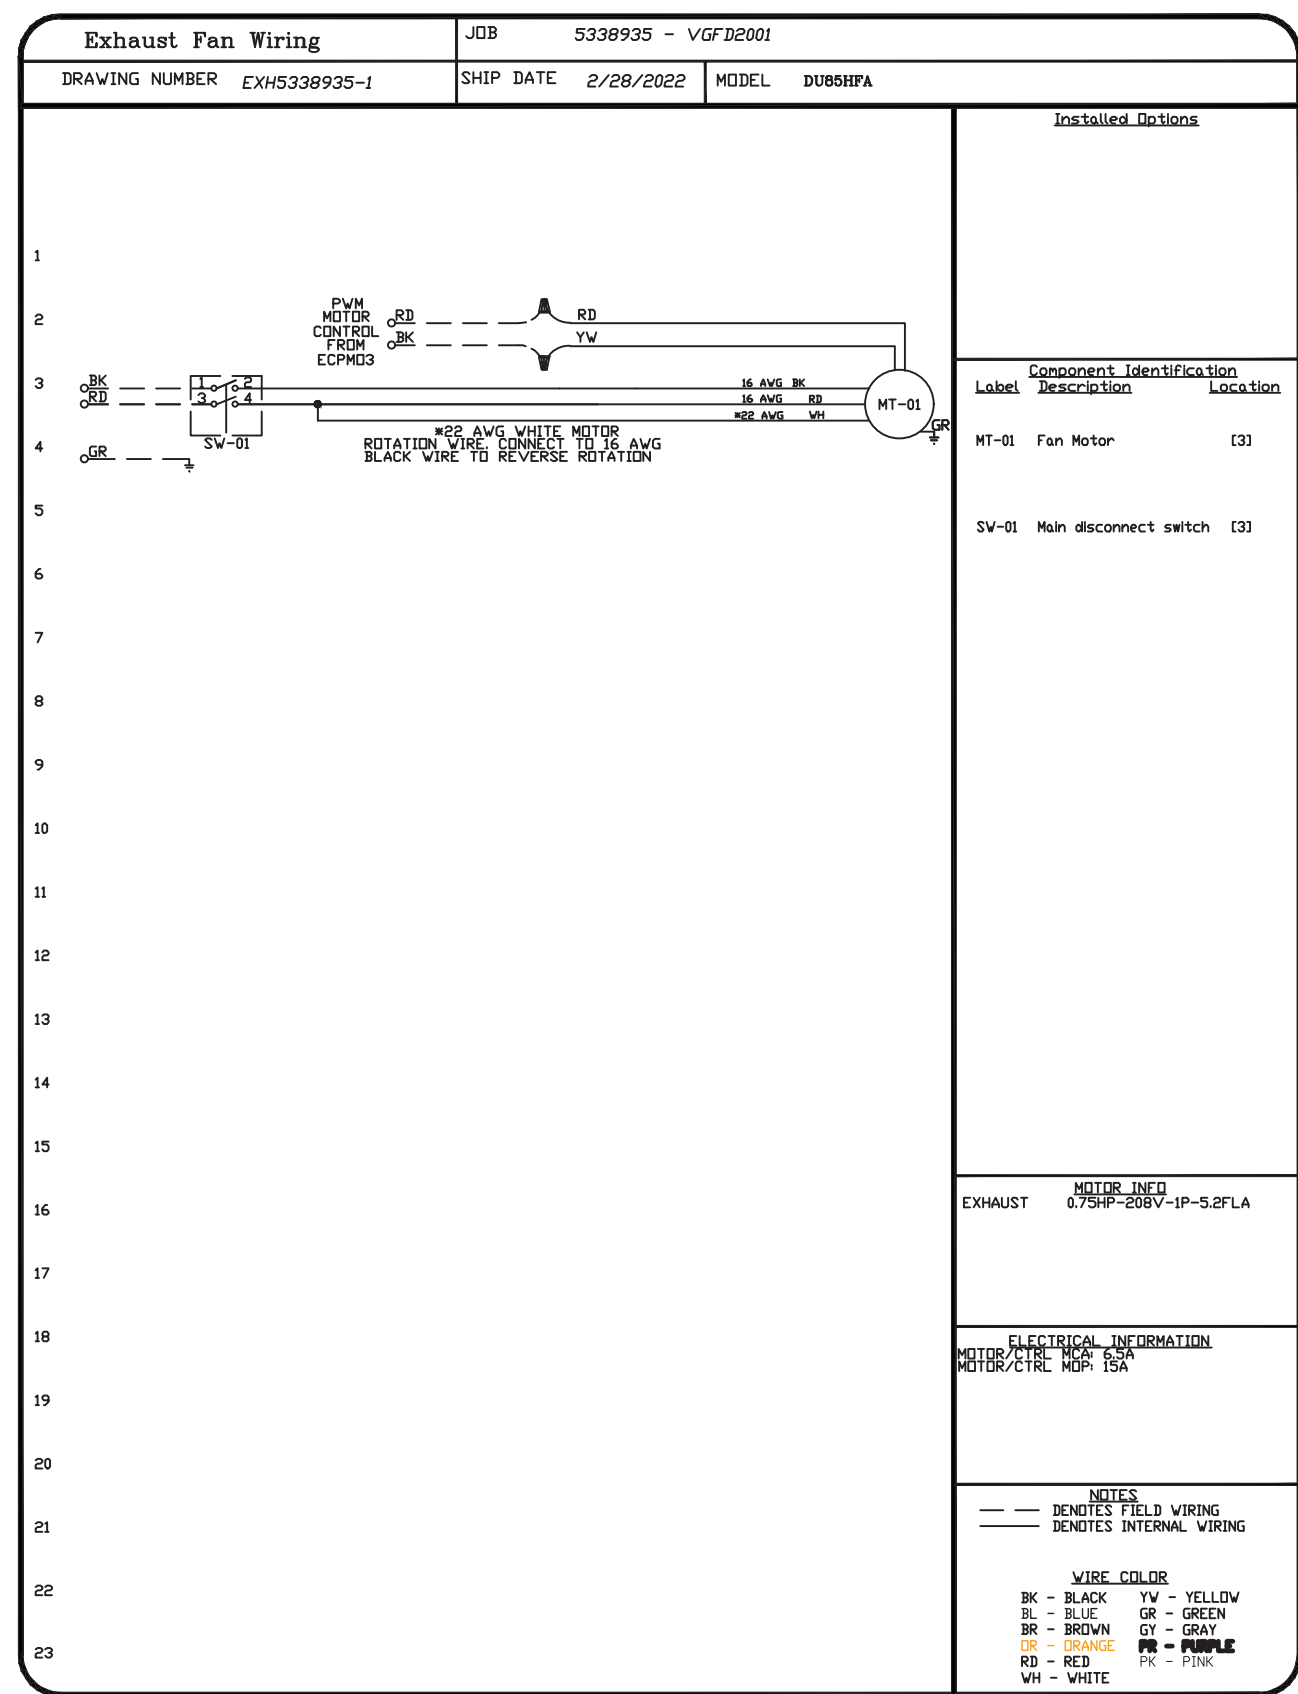 Exhaust Fan Wiring
JOB 5338935 - VGFD2001
DRAWING NUMBER EXH5338935-1
SHIP DATE 2/28/2022
MODEL DU85HFA
Installed Options
1
2
PWM
MOTOR
CONTROL
FROM
ECPM03
RD
BK
RD
YW
3
BK
RD
1 2
3 4
SW-01
16 AWG BK
16 AWG RD
*22 AWG WH
MT-01
GR
*22 AWG WHITE MOTOR
ROTATION WIRE. CONNECT TO 16 AWG
BLACK WIRE TO REVERSE ROTATION
4
GR
5
6
7
8
9
10
11
12
13
14
15
16
17
18
19
20
21
22
23
Component Identification
Label Description Location
MT-01 Fan Motor [3]
SW-01 Main disconnect switch [3]
MOTOR INFO
EXHAUST 0.75HP-208V-1P-5.2FLA
ELECTRICAL INFORMATION
MOTOR/CTRL MCA: 6.5A
MOTOR/CTRL MOP: 15A
NOTES
DENOTES FIELD WIRING
DENOTES INTERNAL WIRING
WIRE COLOR
BK - BLACK YW - YELLOW
BL - BLUE GR - GREEN
BR - BROWN GY - GRAY
OR - ORANGE PR - PURPLE
RD - RED PK - PINK
WH - WHITE